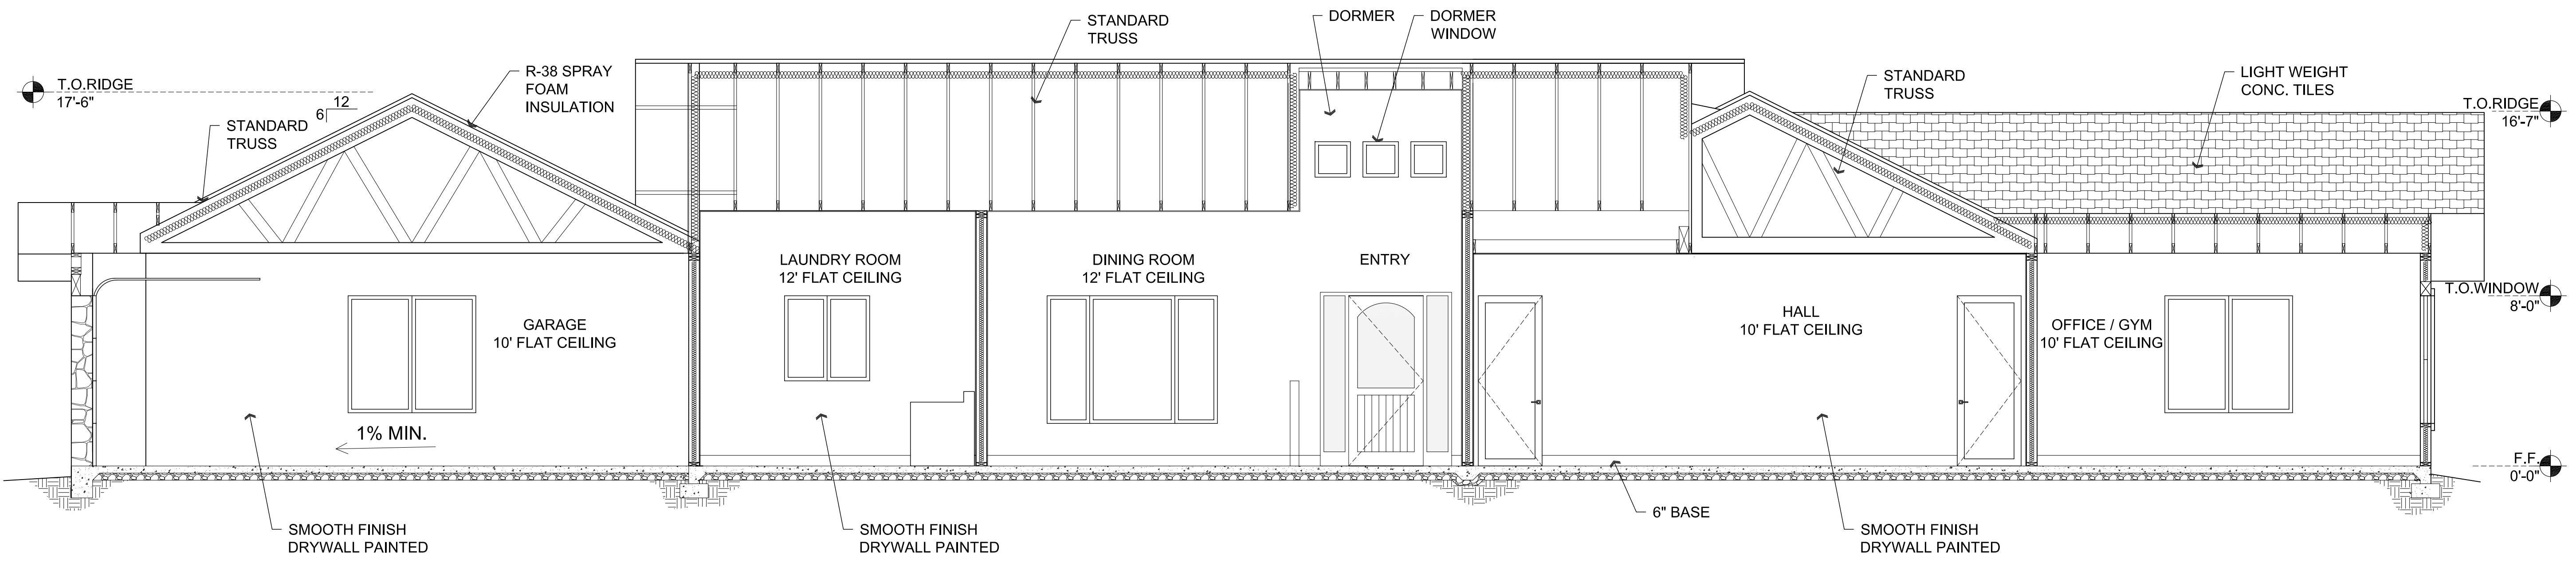 T.O.RIDGE
17'-6"
12
6
STANDARD
TRUSS
R-38 SPRAY
FOAM
INSULATION
STANDARD
TRUSS
DORMER
DORMER
WINDOW
STANDARD
TRUSS
LIGHT WEIGHT
CONC. TILES
T.O.RIDGE
16'-7"
GARAGE
10' FLAT CEILING
LAUNDRY ROOM
12' FLAT CEILING
DINING ROOM
12' FLAT CEILING
ENTRY
HALL
10' FLAT CEILING
OFFICE / GYM
10' FLAT CEILING
T.O.WINDOW
8'-0"
1% MIN.
F.F.
0'-0"
SMOOTH FINISH
DRYWALL PAINTED
SMOOTH FINISH
DRYWALL PAINTED
6" BASE
SMOOTH FINISH
DRYWALL PAINTED